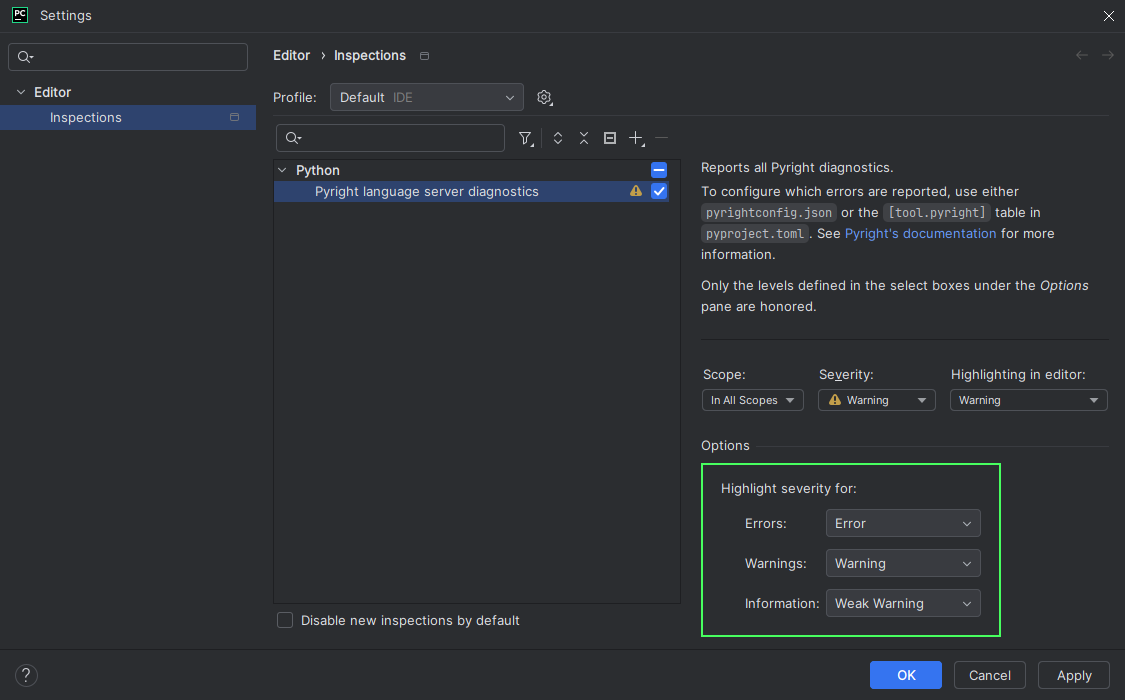 PC Settings
Editor
Inspections
Editor › Inspections
Profile: Default IDE
Python
Pyright language server diagnostics
Disable new inspections by default
Reports all Pyright diagnostics.
To configure which errors are reported, use either
pyrightconfig.json or the [tool.pyright] table in
pyproject.toml. See Pyright's documentation for more
information.
Only the levels defined in the select boxes under the Options
pane are honored.
Scope: Severity: Highlighting in editor:
In All Scopes Warning Warning
Options
Highlight severity for:
Errors: Error
Warnings: Warning
Information: Weak Warning
? OK Cancel Apply